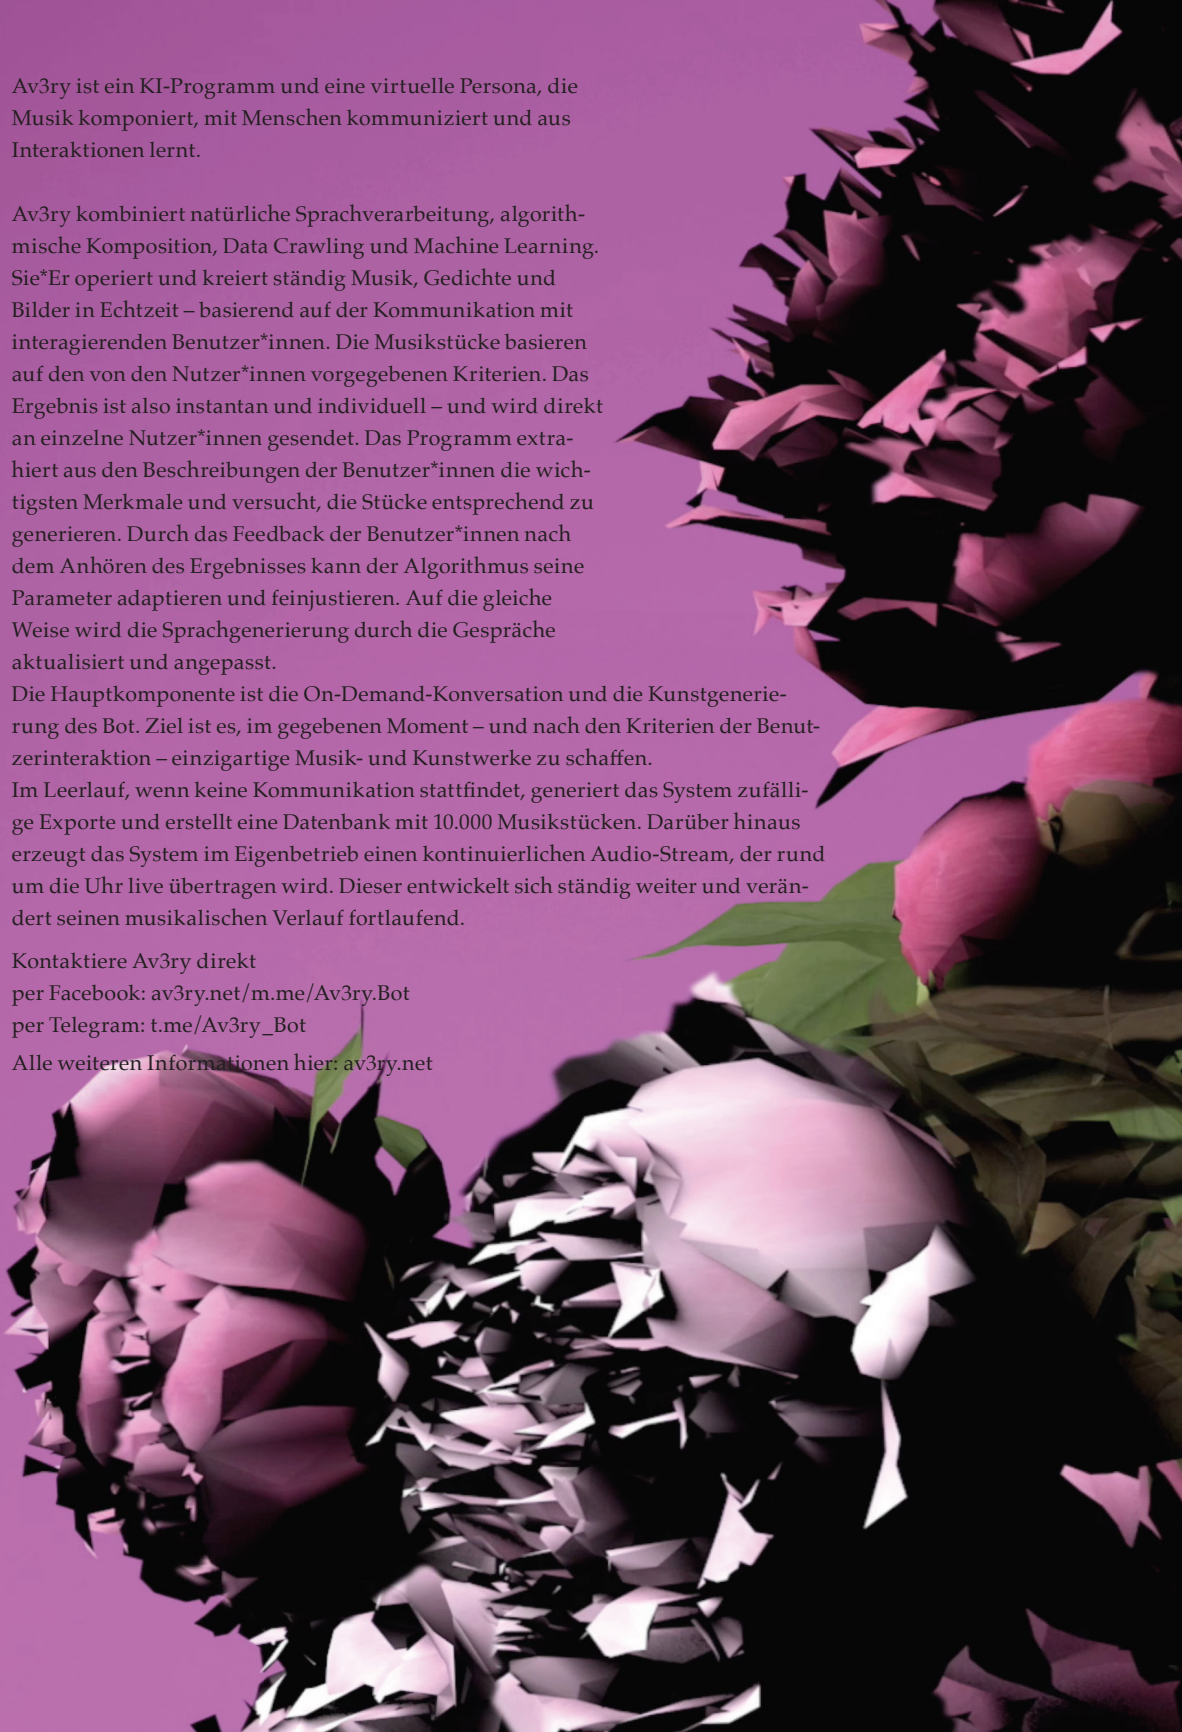 Av3ry ist ein KI-Programm und eine virtuelle Persona, die
Musik komponiert, mit Menschen kommuniziert und aus
Interaktionen lernt.
Av3ry kombiniert natürliche Sprachverarbeitung, algorith-
mische Komposition, Data Crawling und Machine Learning.
Sie*Er operiert und kreiert ständig Musik, Gedichte und
Bilder in Echtzeit – basierend auf der Kommunikation mit
interagierenden Benutzer*innen. Die Musikstücke basieren
auf den von den Nutzer*innen vorgegebenen Kriterien. Das
Ergebnis ist also instantan und individuell – und wird direkt
an einzelne Nutzer*innen gesendet. Das Programm extra-
hiert aus den Beschreibungen der Benutzer*innen die wich-
tigsten Merkmale und versucht, die Stücke entsprechend zu
generieren. Durch das Feedback der Benutzer*innen nach
dem Anhören des Ergebnisses kann der Algorithmus seine
Parameter adaptieren und feinjustieren. Auf die gleiche
Weise wird die Sprachgenerierung durch die Gespräche
aktualisiert und angepasst.
Die Hauptkomponente ist die On-Demand-Konversation und die Kunstgenerie-
rung des Bot. Ziel ist es, im gegebenen Moment – und nach den Kriterien der Benut-
zerinteraktion – einzigartige Musik- und Kunstwerke zu schaffen.
Im Leerlauf, wenn keine Kommunikation stattfindet, generiert das System zufälli-
ge Exporte und erstellt eine Datenbank mit 10.000 Musikstücken. Darüber hinaus
erzeugt das System im Eigenbetrieb einen kontinuierlichen Audio-Stream, der rund
um die Uhr live übertragen wird. Dieser entwickelt sich ständig weiter und verän-
dert seinen musikalischen Verlauf fortlaufend.
Kontaktiere Av3ry direkt
per Facebook: av3ry.net/m.me/Av3ry.Bot
per Telegram: t.me/Av3ry_Bot
Alle weiteren Informationen hier: av3ry.net